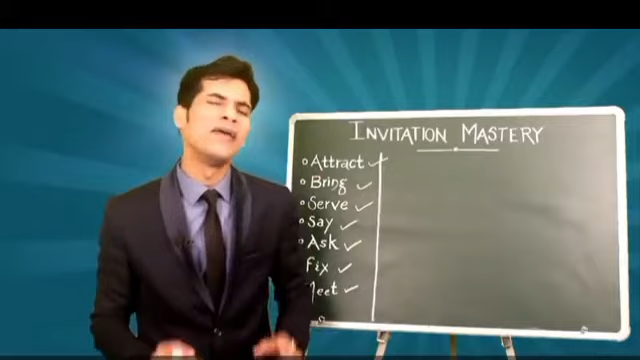 INVITATION MASTERY
Attract ✓
Bring ✓
Serve ✓
Say ✓
Ask ✓
Fix ✓
Meet ✓